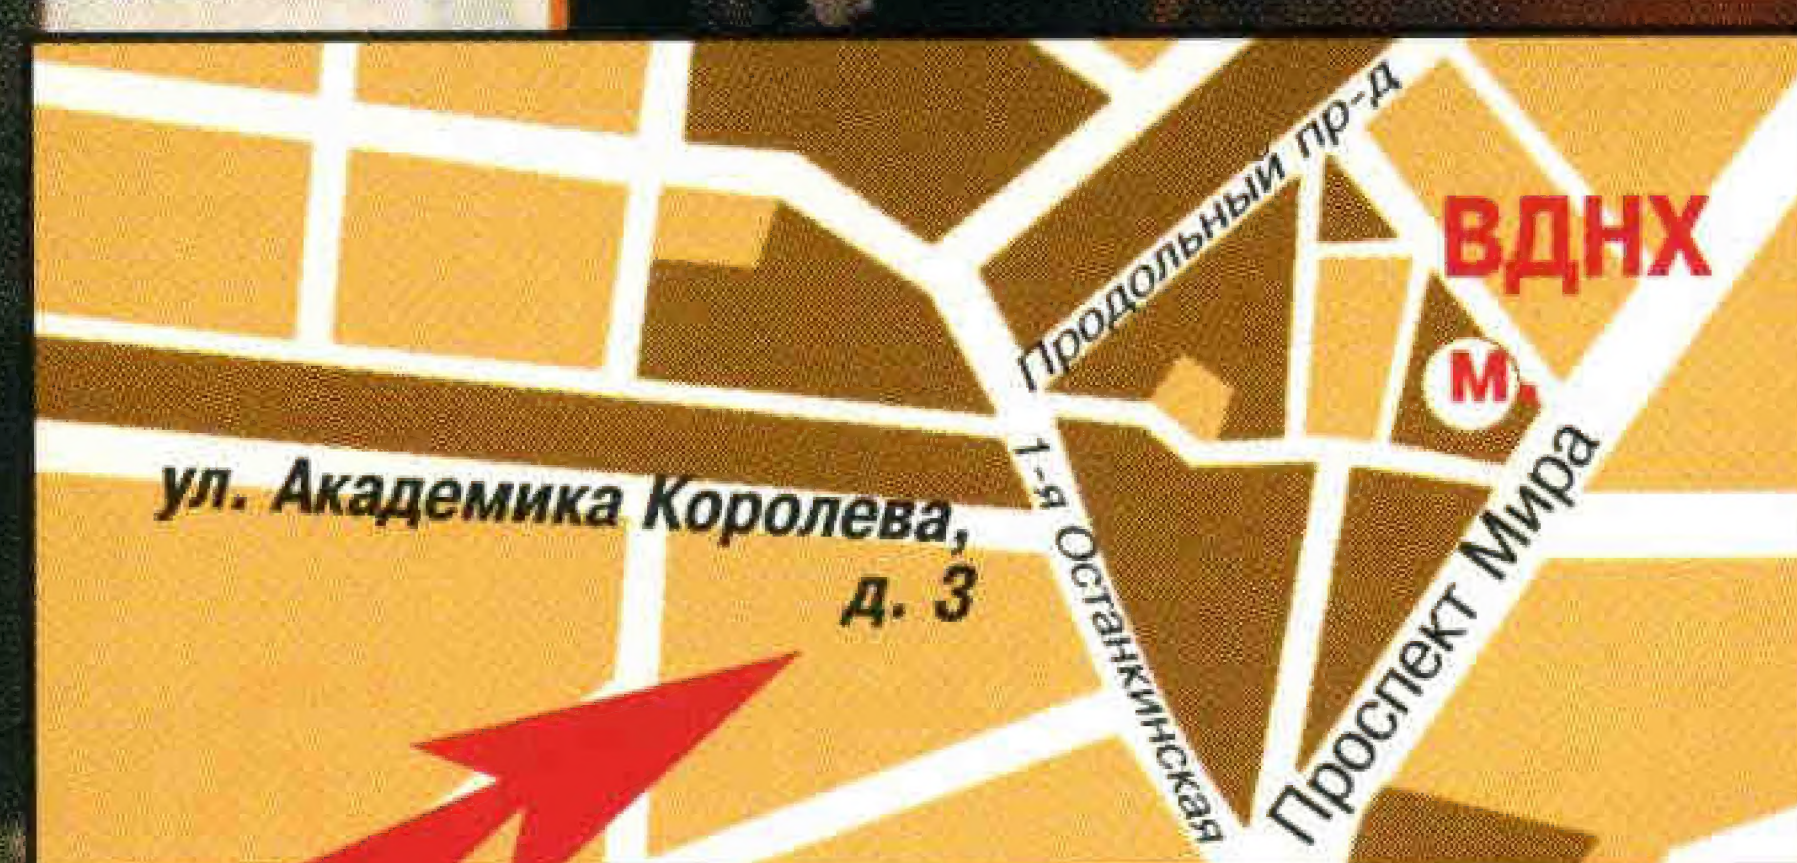 Продольный пр-д
ВДНХ
м.
ул. Академика Королева,
д. 3
1-я Останкинская
Проспект Мира